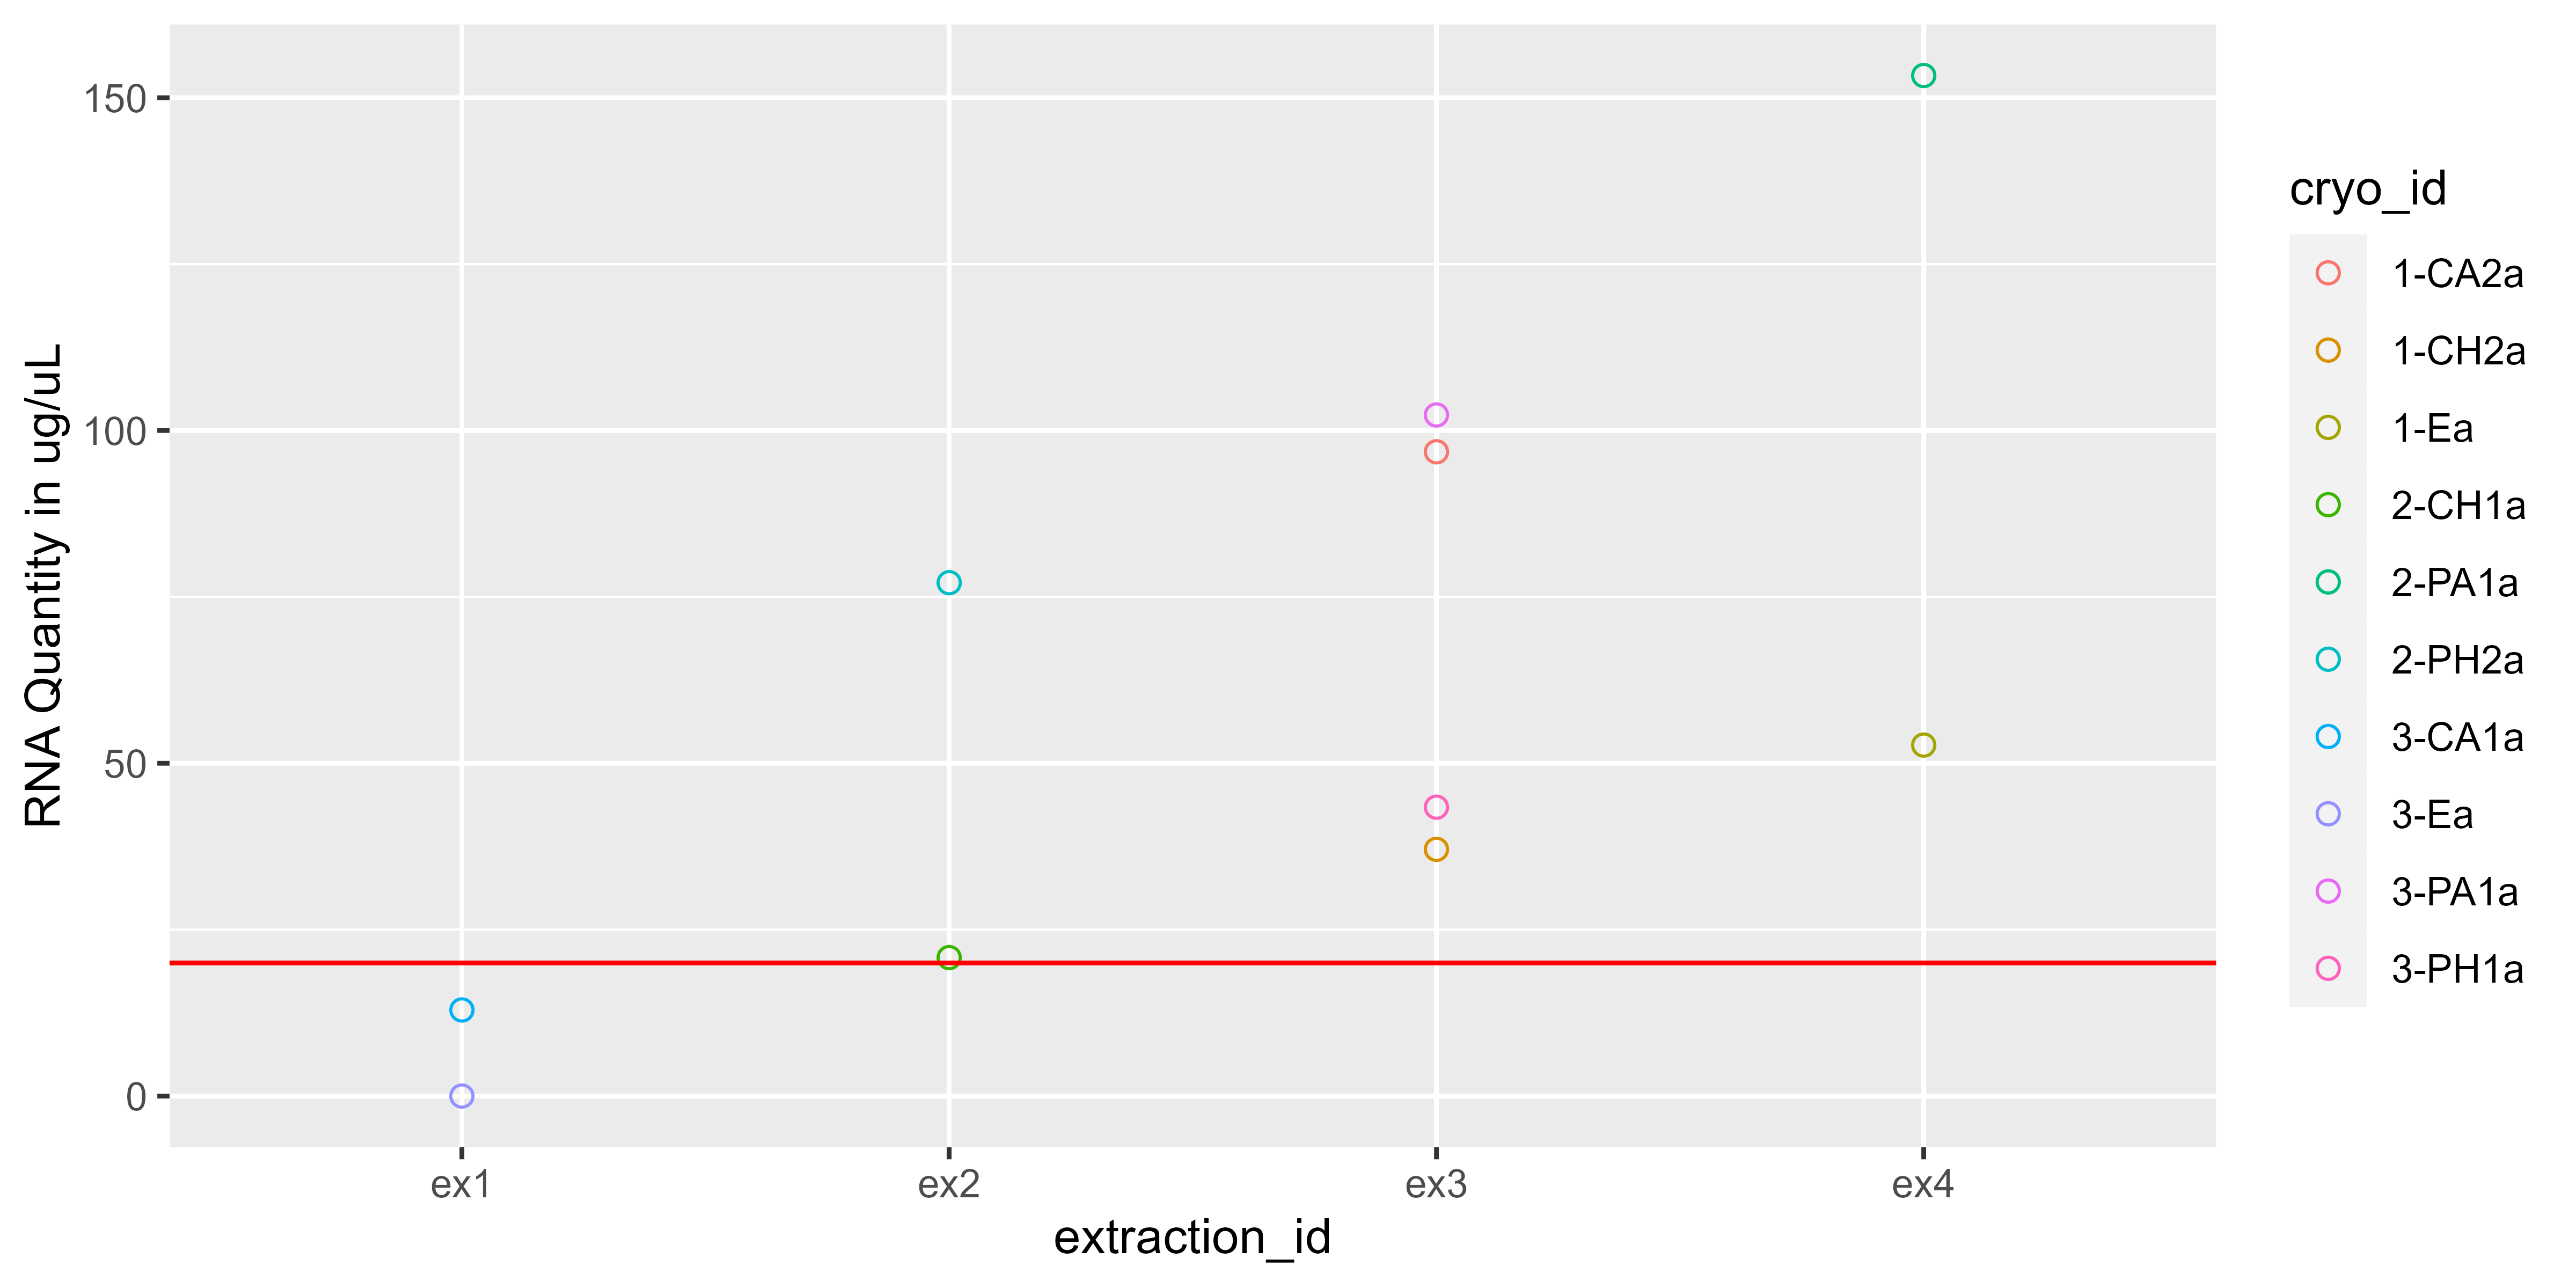 RNA Quantity in ug/uL
150
100
50
0
ex1 ex2 ex3 ex4
extraction_id
cryo_id
1-CA2a
1-CH2a
1-Ea
2-CH1a
2-PA1a
2-PH2a
3-CA1a
3-Ea
3-PA1a
3-PH1a